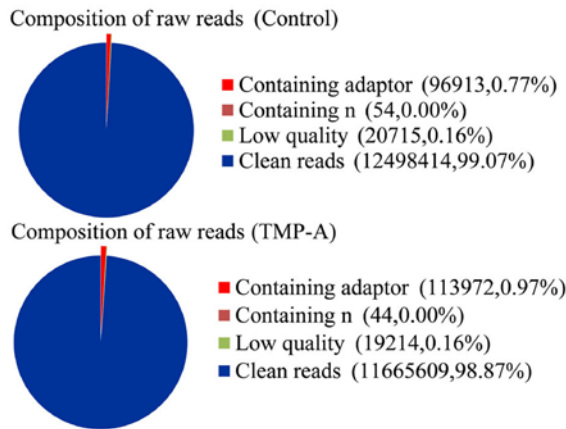 Composition of raw reads (Control)
Containing adaptor (96913,0.77%)
Containing n (54,0.00%)
Low quality (20715,0.16%)
Clean reads (12498414,99.07%)
Composition of raw reads (TMP-A)
Containing adaptor (113972,0.97%)
Containing n (44,0.00%)
Low quality (19214,0.16%)
Clean reads (11665609,98.87%)